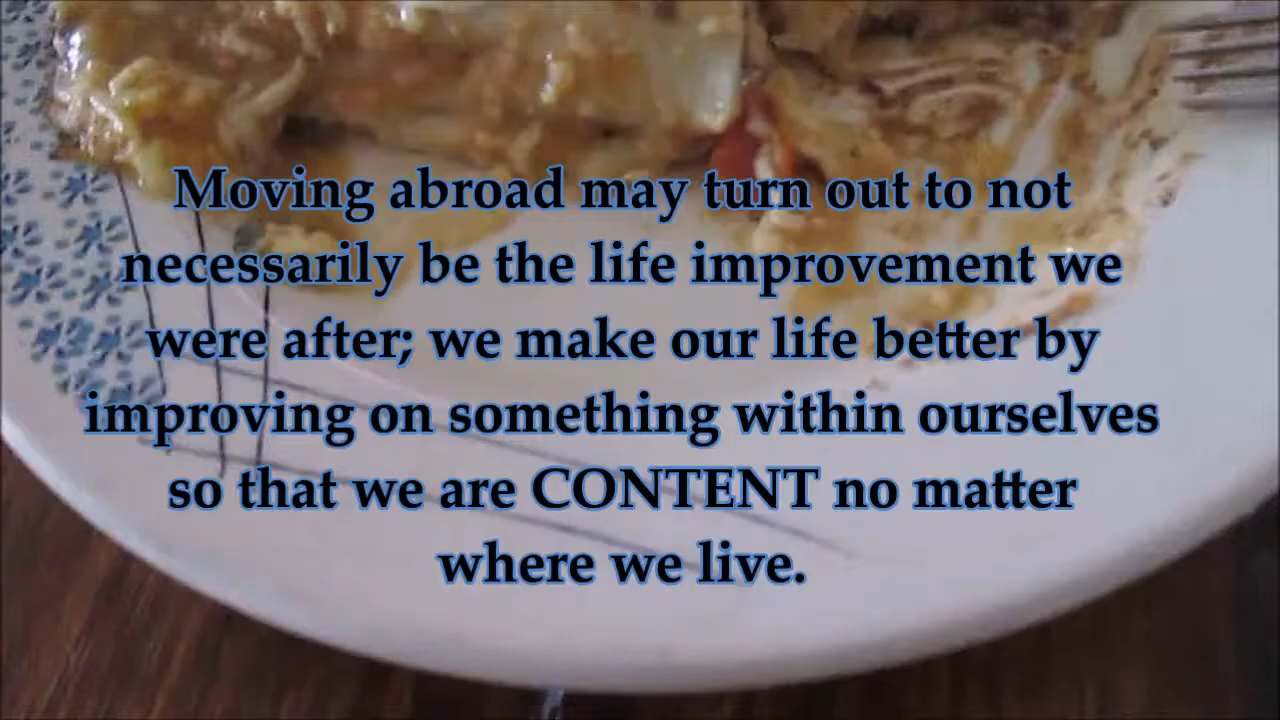 Moving abroad may turn out to not
necessarily be the life improvement we
were after; we make our life better by
improving on something within ourselves
so that we are CONTENT no matter
where we live.